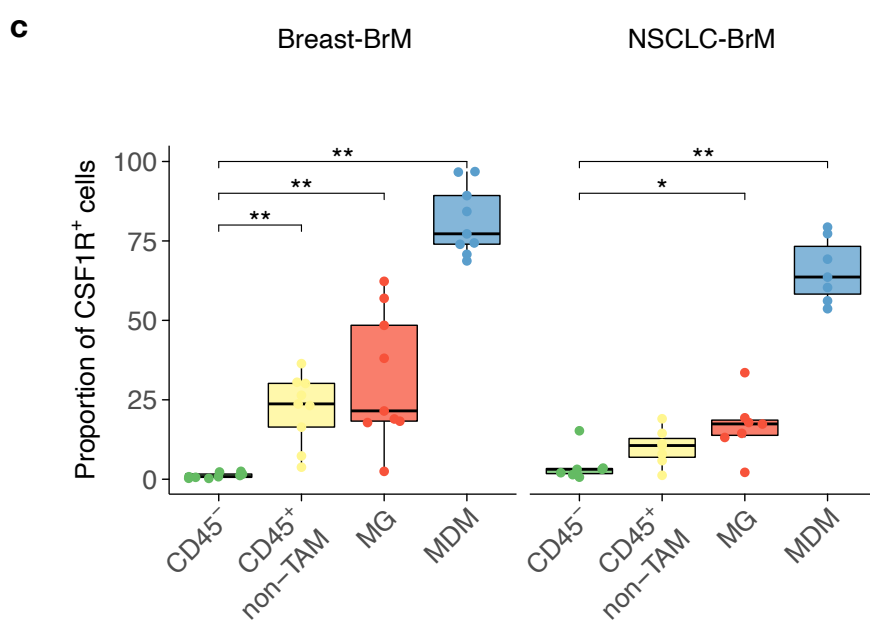 c
Breast-BrM
NSCLC-BrM
Proportion of CSF1R⁺ cells
100
75
50
25
0
**
**
**
**
*
CD45⁻
CD45⁺
non−TAM
MG
MDM
CD45⁻
CD45⁺
non−TAM
MG
MDM